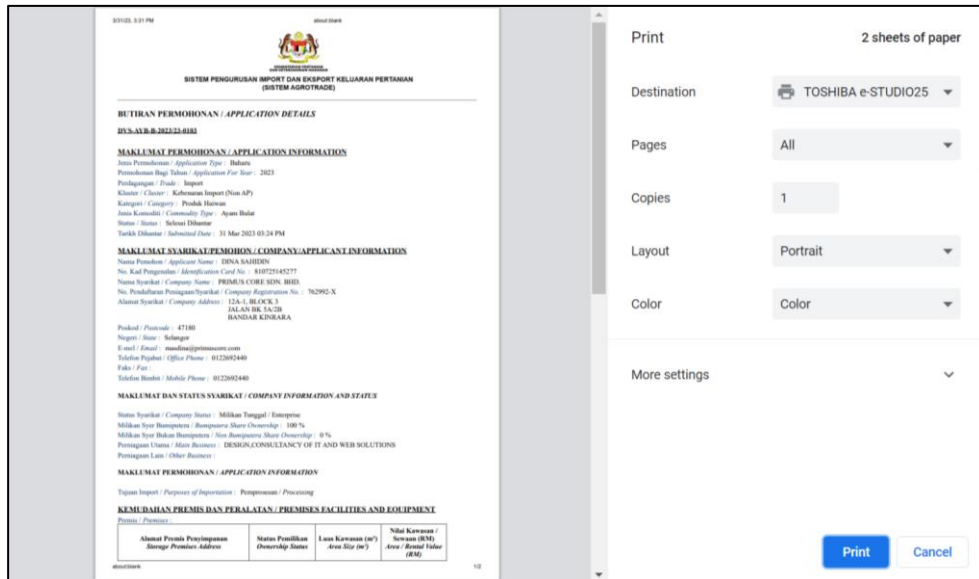 3/31/23, 3:31 PM
about:blank
KEMENTERIAN PERTANIAN
DAN KETERJAMINAN MAKANAN
SISTEM PENGURUSAN IMPORT DAN EKSPORT KELUARAN PERTANIAN
(SISTEM AGROTRADE)
BUTIRAN PERMOHONAN / APPLICATION DETAILS
DVS-AYB-B-2023/23-0103
MAKLUMAT PERMOHONAN / APPLICATION INFORMATION
Jenis Permohonan / Application Type : Baharu
Permohonan Bagi Tahun / Application For Year : 2023
Perdagangan / Trade : Import
Kluster / Cluster : Kebenaran Import (Non AP)
Kategori / Category : Produk Haiwan
Jenis Komoditi / Commodity Type : Ayam Bulat
Status / Status : Selesai Dihantar
Tarikh Dihantar / Submitted Date : 31 Mar 2023 03:24 PM
MAKLUMAT SYARIKAT/PEMOHON / COMPANY/APPLICANT INFORMATION
Nama Pemohon / Applicant Name : DINA SAHIDIN
No. Kad Pengenalan / Identification Card No. : 810725145277
Nama Syarikat / Company Name : PRIMUS CORE SDN. BHD.
No. Pendaftaran Perniagaan/Syarikat / Company Registration No. : 762992-X
Alamat Syarikat / Company Address : 12A-1, BLOCK 3
JALAN BK 5A/2B
BANDAR KINRARA
Poskod / Postcode : 47180
Negeri / State : Selangor
E-mel / Email : masdina@primuscore.com
Telefon Pejabat / Office Phone : 0122692440
Faks / Fax :
Telefon Bimbit / Mobile Phone : 0122692440
MAKLUMAT DAN STATUS SYARIKAT / COMPANY INFORMATION AND STATUS
Status Syarikat / Company Status : Milikan Tunggal / Enterprise
Milikan Syer Bumiputera / Bumiputera Share Ownership : 100 %
Milikan Syer Bukan Bumiputera / Non Bumiputera Share Ownership : 0 %
Perniagaan Utama / Main Business : DESIGN,CONSULTANCY OF IT AND WEB SOLUTIONS
Perniagaan Lain / Other Business :
MAKLUMAT PERMOHONAN / APPLICATION INFORMATION
Tujuan Import / Purposes of Importation : Pemprosesan / Processing
KEMUDAHAN PREMIS DAN PERALATAN / PREMISES FACILITIES AND EQUIPMENT
Premis / Premises :
Alamat Premis Penyimpanan
Storage Premises Address
Status Pemilikan
Ownership Status
Luas Kawasan (m²)
Area Size (m²)
Nilai Kawasan /
Sewaan (RM)
Area / Rental Value
(RM)
about:blank
1/2
Print
2 sheets of paper
Destination
TOSHIBA e-STUDIO25
Pages
All
Copies
1
Layout
Portrait
Color
Color
More settings
Print
Cancel